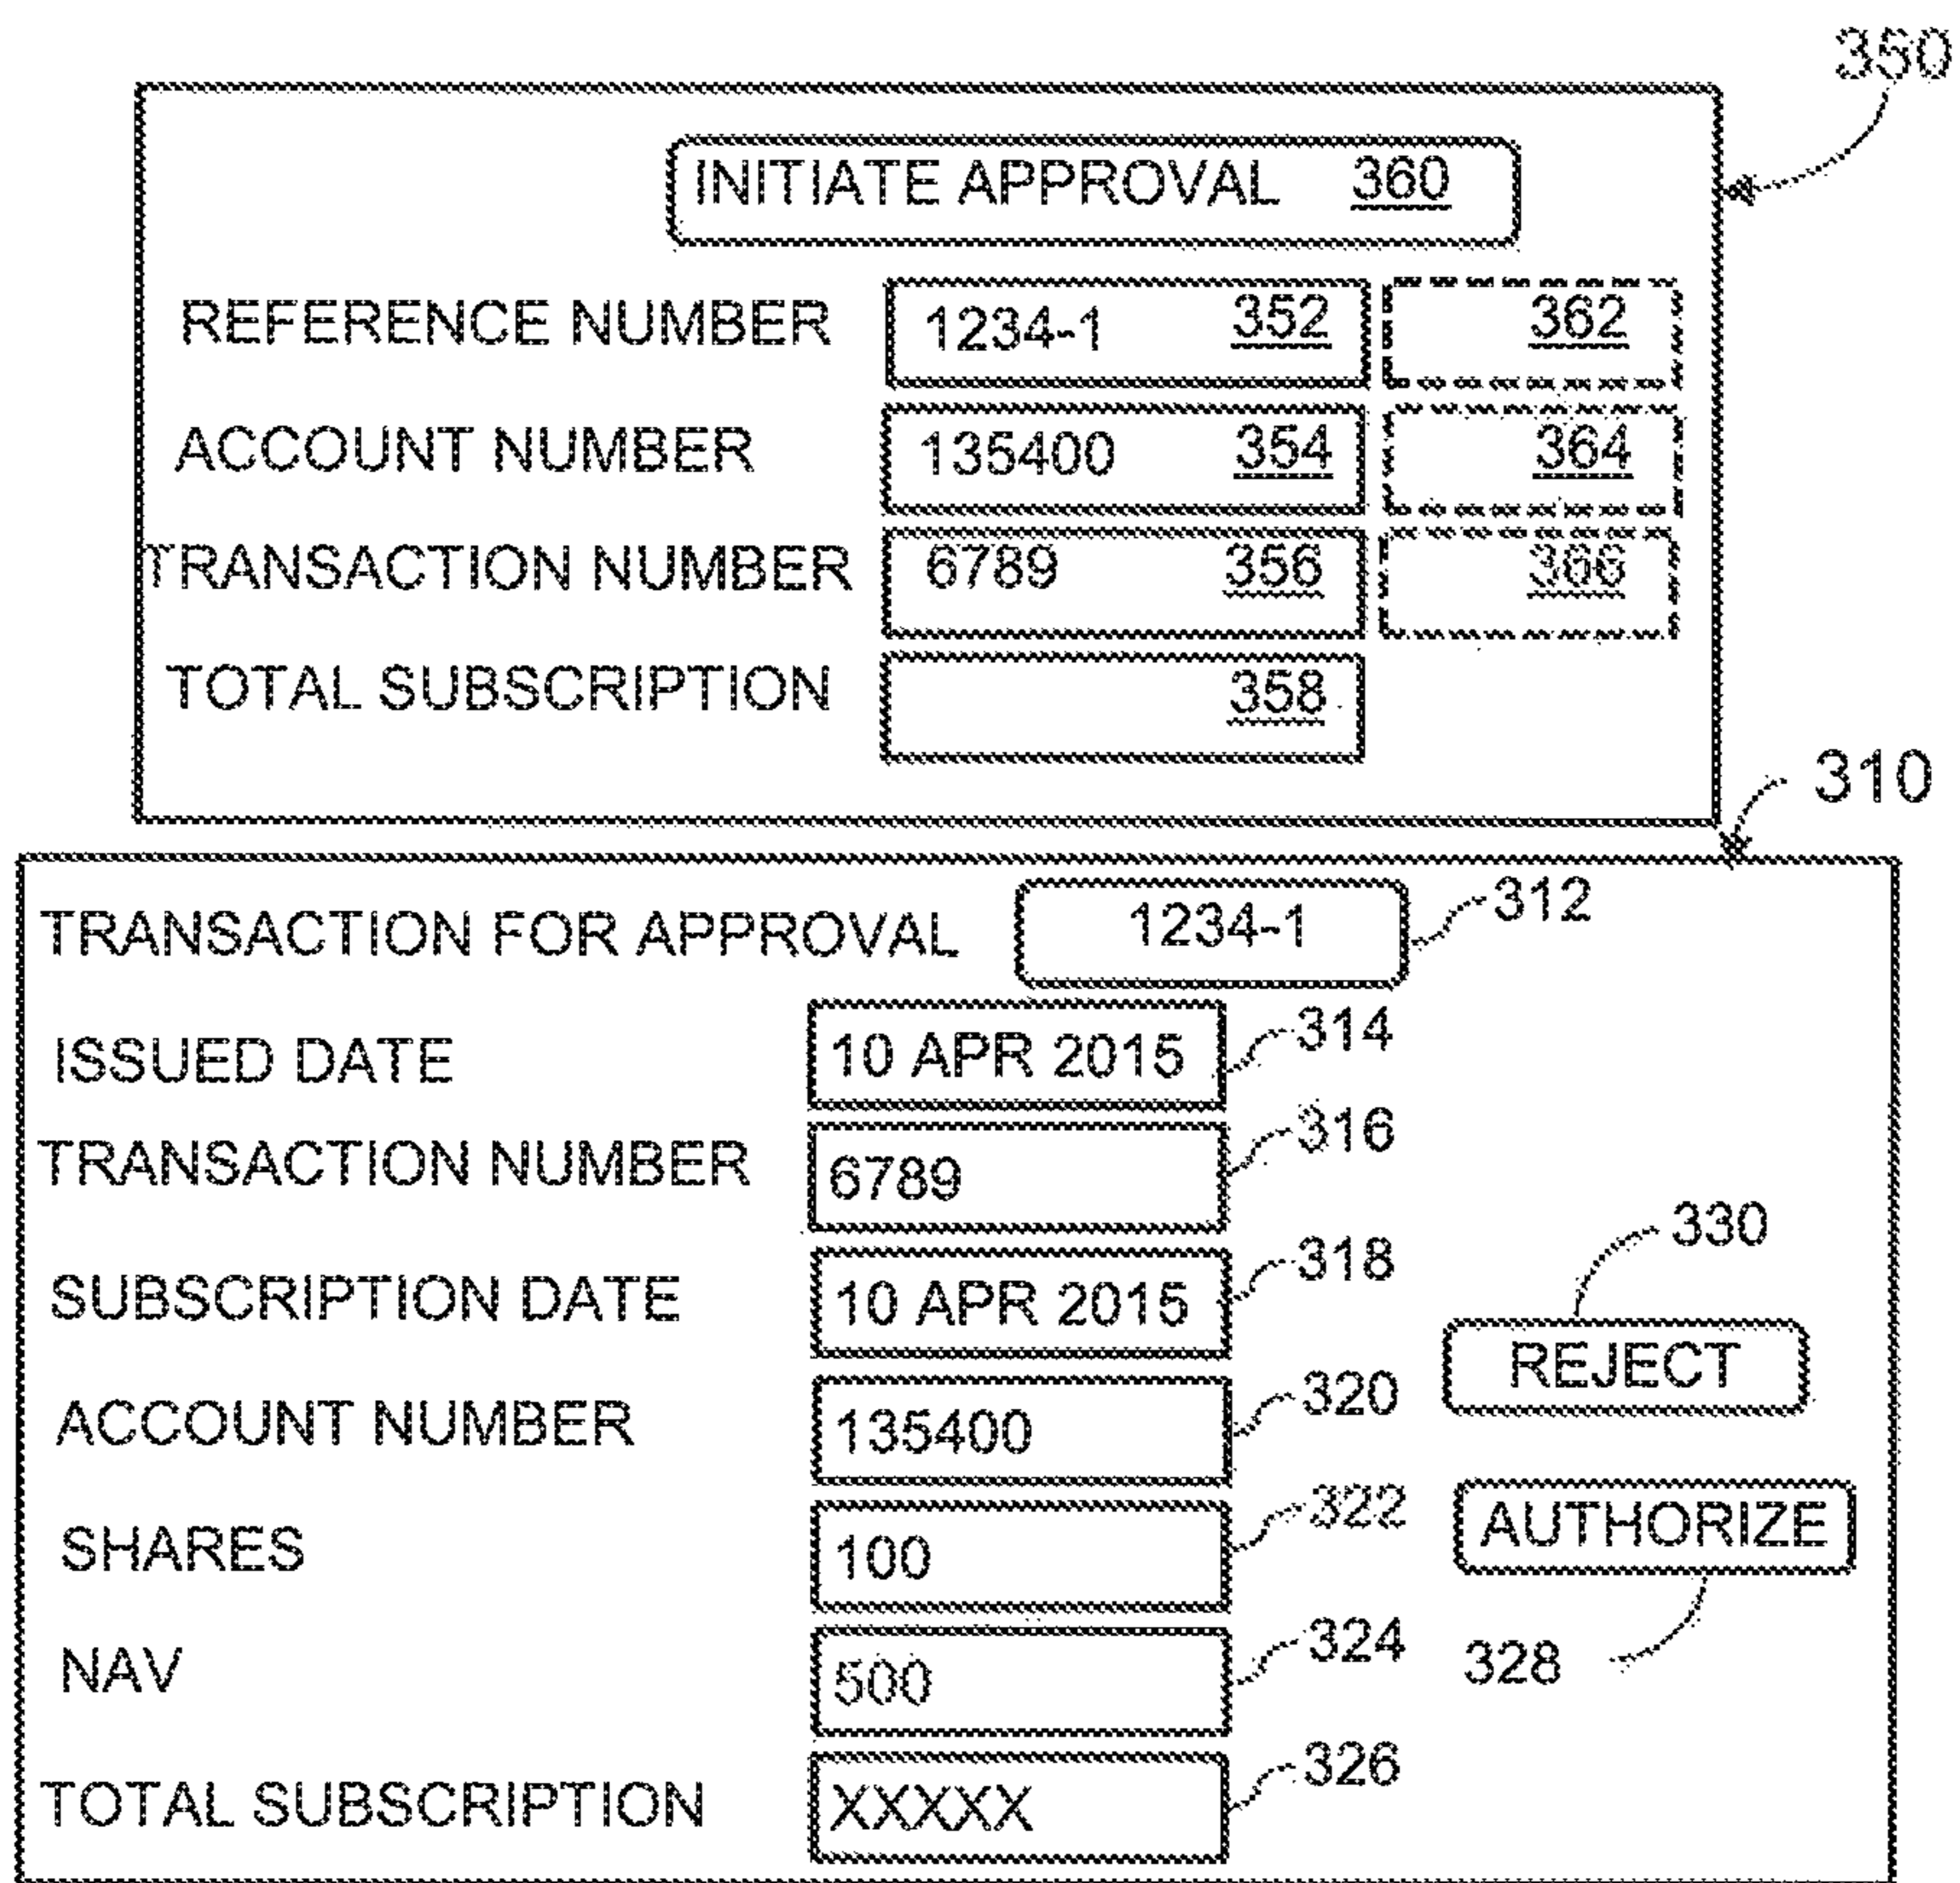 350
INITIATE APPROVAL 360
REFERENCE NUMBER 1234-1 352 362
ACCOUNT NUMBER 135400 354 364
TRANSACTION NUMBER 6789 356 366
TOTAL SUBSCRIPTION 358
310
TRANSACTION FOR APPROVAL 1234-1 312
ISSUED DATE 10 APR 2015 314
TRANSACTION NUMBER 6789 316
330
SUBSCRIPTION DATE 10 APR 2015 318
REJECT
ACCOUNT NUMBER 135400 320
SHARES 100 322
AUTHORIZE
NAV 500 324 328
TOTAL SUBSCRIPTION XXXXX 326